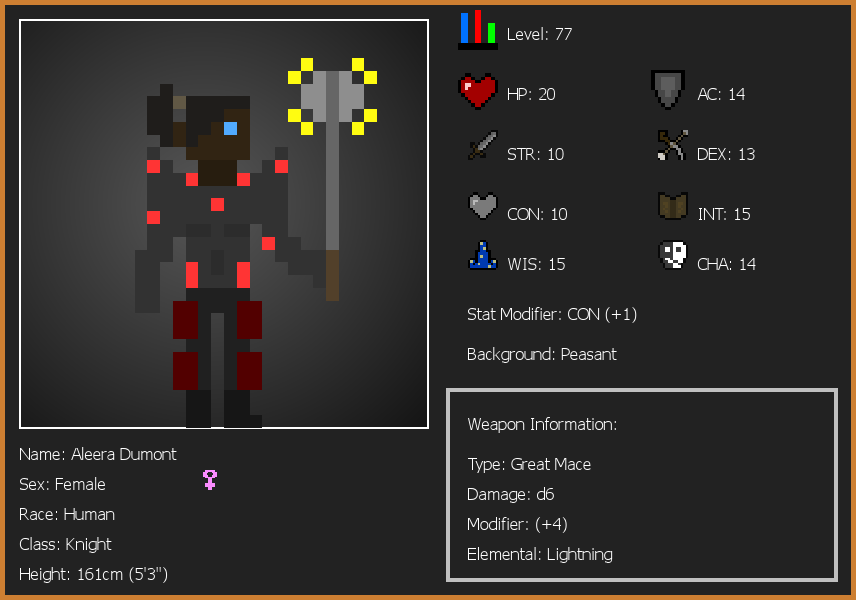 Level: 77
HP: 20
AC: 14
STR: 10
DEX: 13
CON: 10
INT: 15
WIS: 15
CHA: 14
Stat Modifier: CON (+1)
Background: Peasant
Weapon Information:
Type: Great Mace
Damage: d6
Modifier: (+4)
Elemental: Lightning
Name: Aleera Dumont
Sex: Female
Race: Human
Class: Knight
Height: 161cm (5'3")